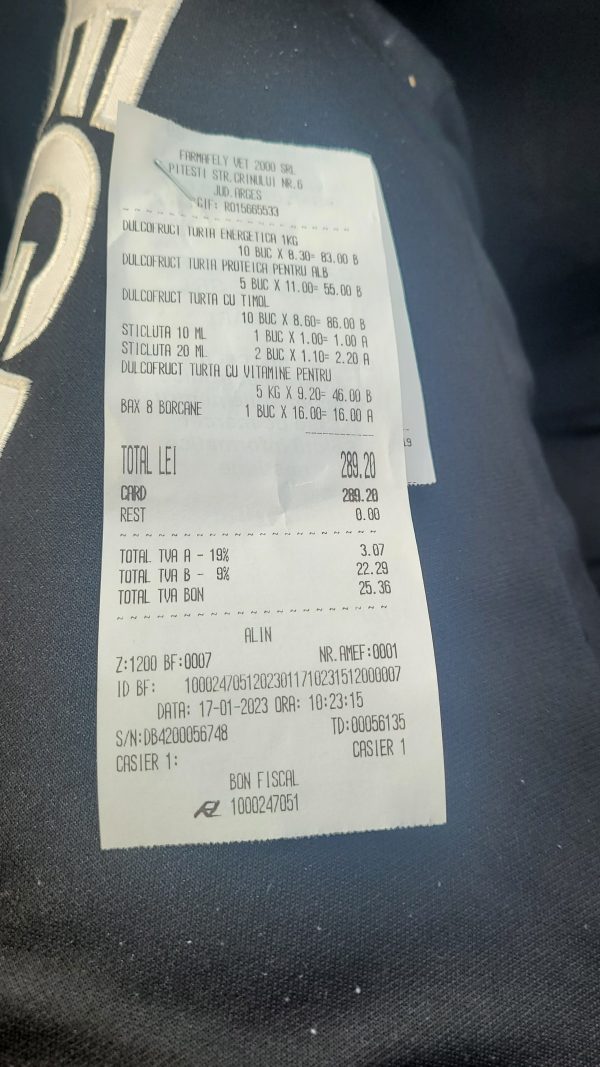 FARMAFELY VET 2000 SRL
PITESTI STR.CRINULUI NR.6
JUD.ARGES
CIF: RO15665533
DULCOFRUCT TURTA ENERGETICA 1KG
10 BUC X 8.30= 83.00 B
DULCOFRUCT TURTA PROTEICA PENTRU ALB
5 BUC X 11.00= 55.00 B
DULCOFRUCT TURTA CU TIMOL
10 BUC X 8.60= 86.00 B
STICLUTA 10 ML 1 BUC X 1.00= 1.00 A
STICLUTA 20 ML 2 BUC X 1.10= 2.20 A
DULCOFRUCT TURTA CU VITAMINE PENTRU
5 KG X 9.20= 46.00 B
BAX 8 BORCANE 1 BUC X 16.00= 16.00 A
TOTAL LEI 289.20
CARD 289.20
REST 0.00
TOTAL TVA A - 19% 3.07
TOTAL TVA B - 9% 22.29
TOTAL TVA BON 25.36
ALIN
Z:1200 BF:0007 NR.AMEF:0001
ID BF: 10002470512023011710231512000007
DATA: 17-01-2023 ORA: 10:23:15
S/N:DB4200056748 TD:00056135
CASIER 1: CASIER 1
BON FISCAL
1000247051